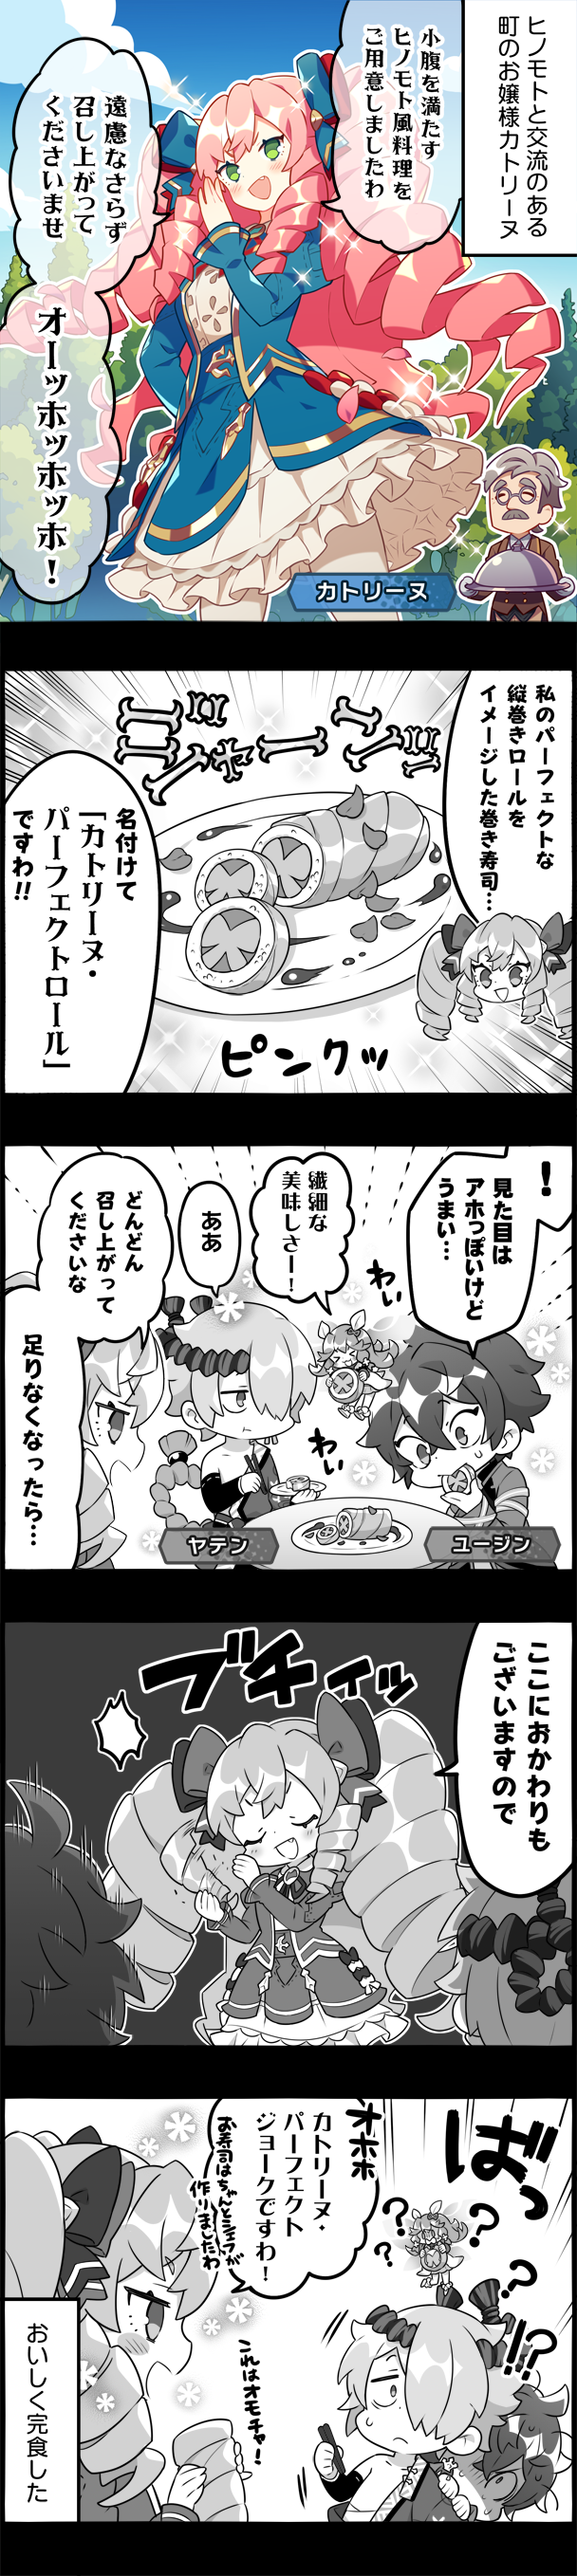 ヒノモトと交流のある
町のお嬢様カトリーヌ
小腹を満たす
ヒノモト風料理を
ご用意しましたわ
遠慮なさらず
召し上がって
くださいませ
オーッホッホッホッホ!
カトリーヌ
私のパーフェクトな
縦巻きロールを
イメージした巻き寿司…
ゴジャーーン
名付けて
「カトリーヌ・
パーフェクトロール」
ですわ!!
ピンクッ
!
見た目は
アホっぽいけど
うまい…
わぃ
わぃ
繊細な
美味しさー!
ああ
どんどん
召し上がって
くださいな
足りなくなったら…
ヤテン
ユージン
ここにおかわりも
ございますので
ブチィッ
ばっ
?
?
?
!?
オホホ
カトリーヌ・
パーフェクト
ジョークですわ!
お寿司はちゃんとシェフが
作りましたわ
これはオモチャ!
おいしく完食した